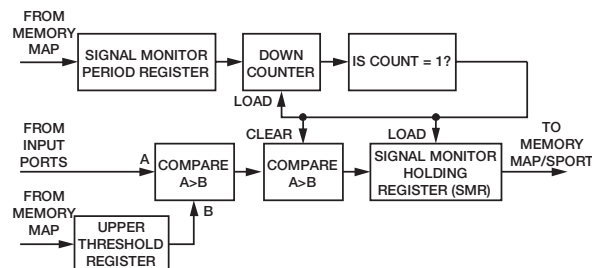 FROM
MEMORY
MAP
SIGNAL MONITOR
PERIOD REGISTER
DOWN
COUNTER
IS COUNT = 1?
LOAD
FROM
INPUT
PORTS
A
COMPARE
A>B
CLEAR
COMPARE
A>B
LOAD
SIGNAL MONITOR
HOLDING
REGISTER (SMR)
TO
MEMORY
MAP/SPORT
FROM
MEMORY
MAP
B
UPPER
THRESHOLD
REGISTER